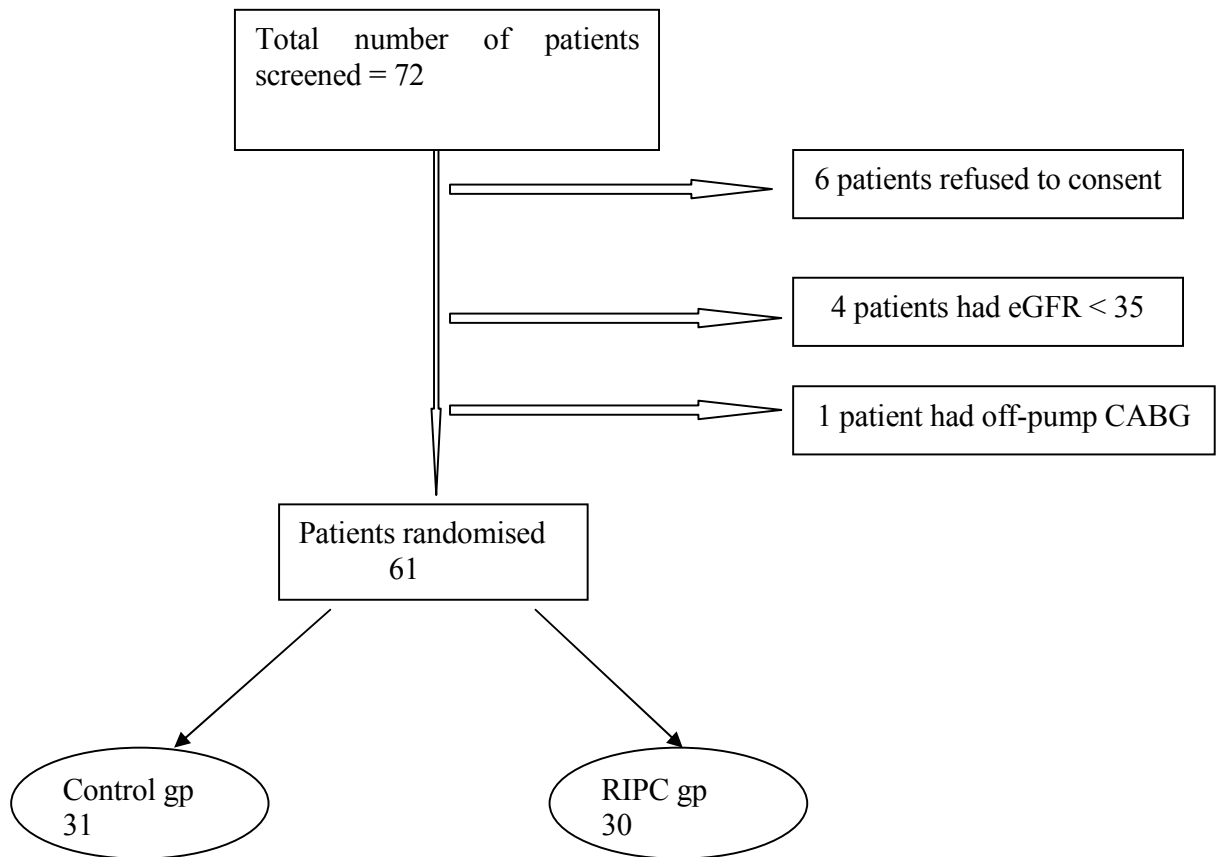 Total number of patients
screened = 72
6 patients refused to consent
4 patients had eGFR < 35
1 patient had off-pump CABG
Patients randomised
61
Control gp
31
RIPC gp
30